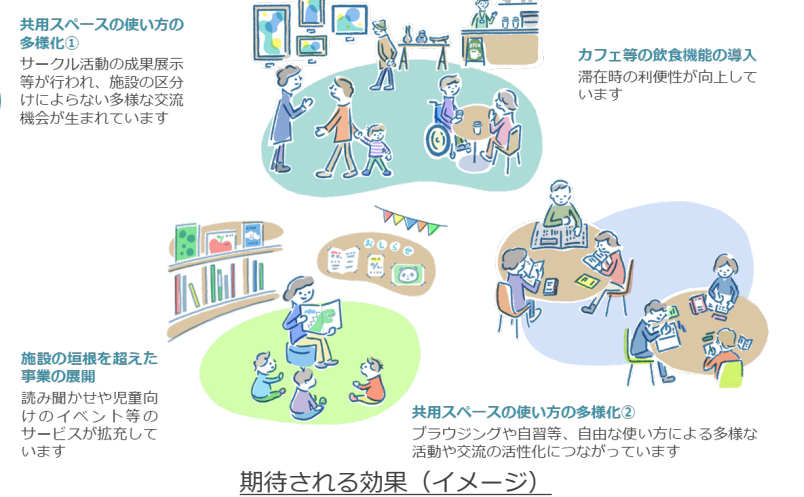 共用スペースの使い方の
多様化①
サークル活動の成果展示
等が行われ、施設の区分
けによらない多様な交流
機会が生まれています
カフェ等の飲食機能の導入
滞在時の利便性が向上して
います
おしらせ
施設の垣根を超えた
事業の展開
読み聞かせや児童向
けのイベント等の
サービスが拡充して
います
共用スペースの使い方の多様化②
ブラウジングや自習等、自由な使い方による多様な
活動や交流の活性化につながっています
期待される効果（イメージ）